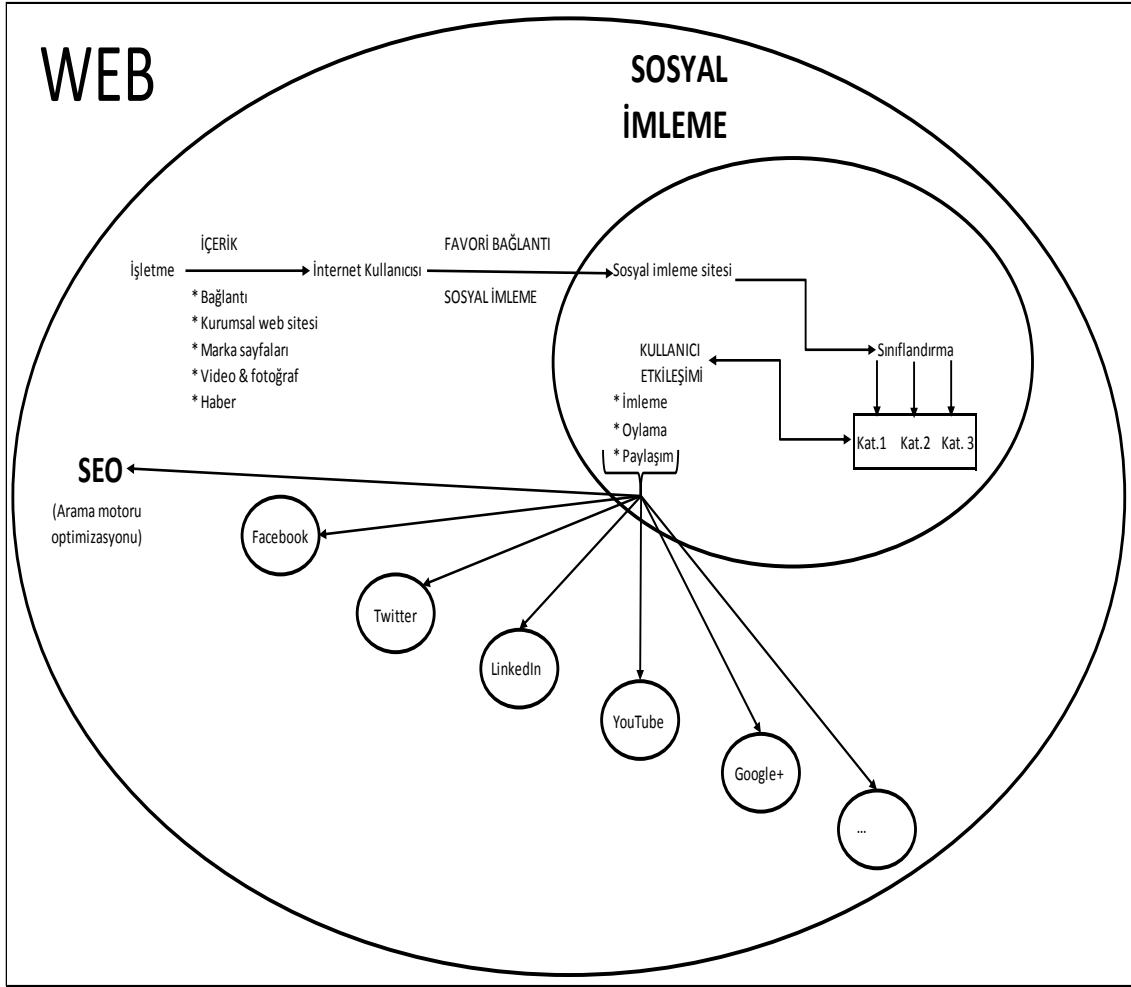 WEB
SOSYAL
İMLEME
İÇERİK
FAVORİ BAĞLANTI
İşletme
İnternet Kullanıcısı
Sosyal imleme sitesi
SOSYAL İMLEME
* Bağlantı
* Kurumsal web sitesi
* Marka sayfaları
* Video & fotoğraf
* Haber
KULLANICI
ETKİLEŞİMİ
* İmleme
* Oylama
* Paylaşım
Sınıflandırma
Kat.1 Kat.2 Kat. 3
SEO
(Arama motoru
optimizasyonu)
Facebook
Twitter
LinkedIn
YouTube
Google+
...